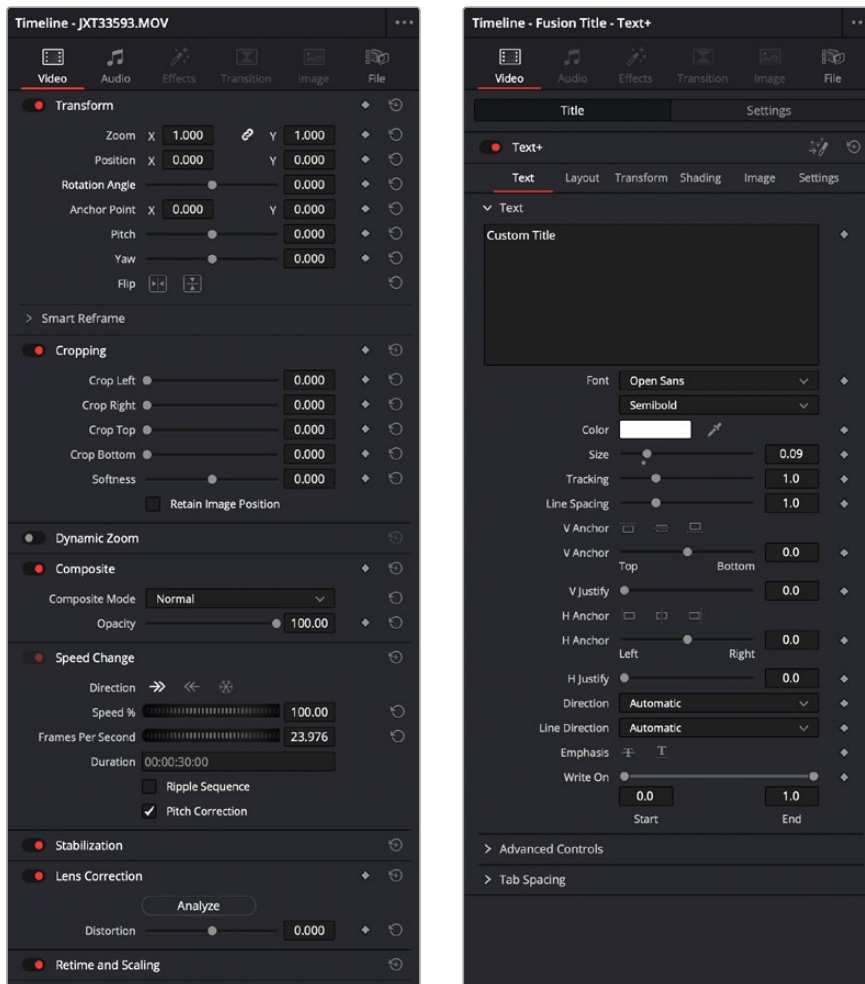 Timeline - JXT33593.MOV
Video Audio Effects Transition Image File
Transform
Zoom X 1.000 Y 1.000
Position X 0.000 Y 0.000
Rotation Angle 0.000
Anchor Point X 0.000 Y 0.000
Pitch 0.000
Yaw 0.000
Flip
> Smart Reframe
Cropping
Crop Left 0.000
Crop Right 0.000
Crop Top 0.000
Crop Bottom 0.000
Softness 0.000
Retain Image Position
Dynamic Zoom
Composite
Composite Mode Normal
Opacity 100.00
Speed Change
Direction
Speed % 100.00
Frames Per Second 23.976
Duration 00:00:30:00
Ripple Sequence
Pitch Correction
Stabilization
Lens Correction
Analyze
Distortion 0.000
Retime and Scaling
Timeline - Fusion Title - Text+
Video Audio Effects Transition Image File
Title Settings
Text+
Text Layout Transform Shading Image Settings
Text
Custom Title
Font Open Sans
Semibold
Color
Size 0.09
Tracking 1.0
Line Spacing 1.0
V Anchor
V Anchor 0.0
Top Bottom
V Justify 0.0
H Anchor
H Anchor 0.0
Left Right
H Justify 0.0
Direction Automatic
Line Direction Automatic
Emphasis T T
Write On
0.0 1.0
Start End
> Advanced Controls
> Tab Spacing